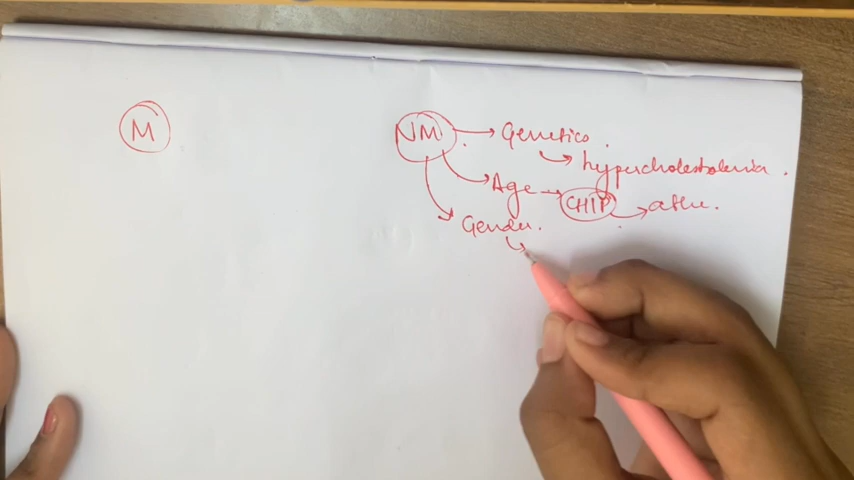 M
NM → Genetics.
↳ hypercholesterolemia.
Age → CHIP → athe.
Gender.